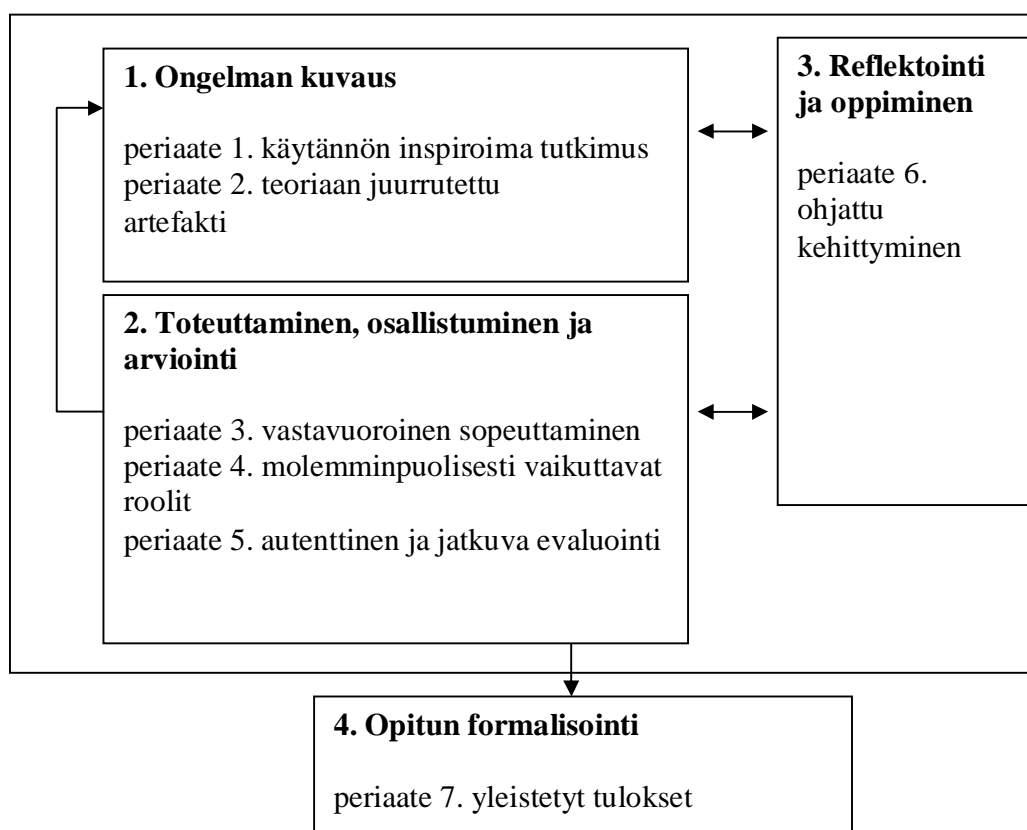 1. Ongelman kuvaus
periaate 1. käytännön inspiroima tutkimus
periaate 2. teoriaan juurrutettu
artefakti
2. Toteuttaminen, osallistuminen ja
arviointi
periaate 3. vastavuoroinen sopeuttaminen
periaate 4. molemminpuolisesti vaikuttavat
roolit
periaate 5. autenttinen ja jatkuva evaluointi
3. Reflektointi
ja oppiminen
periaate 6.
ohjattu
kehittyminen
4. Opitun formalisointi
periaate 7. yleistetyt tulokset